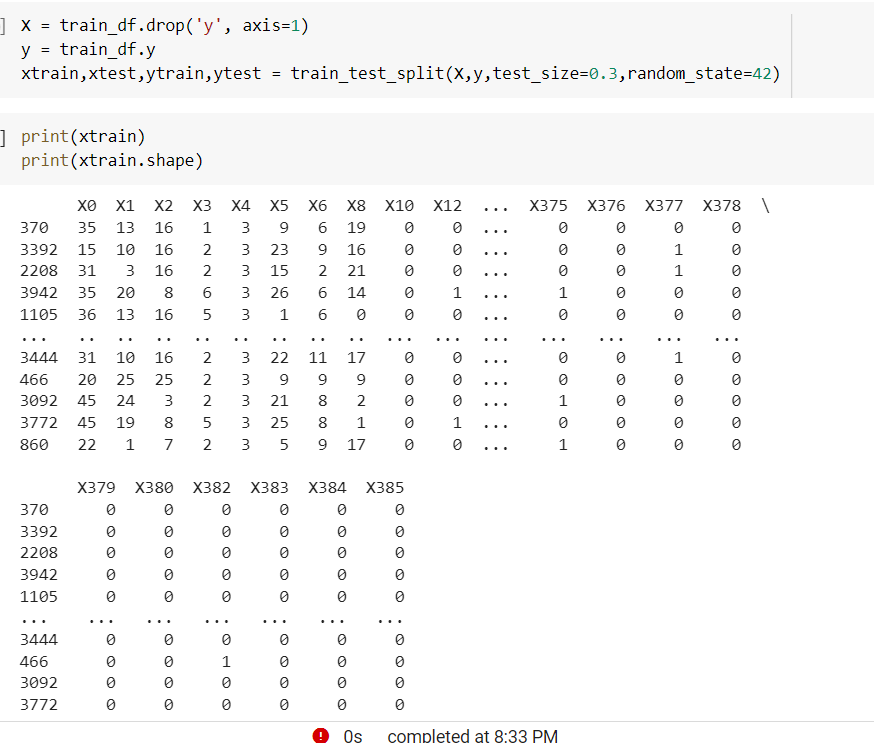 ] X = train_df.drop('y', axis=1)
y = train_df.y
xtrain,xtest,ytrain,ytest = train_test_split(X,y,test_size=0.3,random_state=42)
] print(xtrain)
print(xtrain.shape)
X0 X1 X2 X3 X4 X5 X6 X8 X10 X12 ... X375 X376 X377 X378 \
370 35 13 16 1 3 9 6 19 0 0 ... 0 0 0 0
3392 15 10 16 2 3 23 9 16 0 0 ... 0 0 1 0
2208 31 3 16 2 3 15 2 21 0 0 ... 0 0 1 0
3942 35 20 8 6 3 26 6 14 0 1 ... 1 0 0 0
1105 36 13 16 5 3 1 6 0 0 0 ... 0 0 0 0
... .. .. .. .. .. .. .. .. ... ... ... ... ... ... ...
3444 31 10 16 2 3 22 11 17 0 0 ... 0 0 1 0
466 20 25 25 2 3 9 9 9 0 0 ... 0 0 0 0
3092 45 24 3 2 3 21 8 2 0 0 ... 1 0 0 0
3772 45 19 8 5 3 25 8 1 0 1 ... 0 0 0 0
860 22 1 7 2 3 5 9 17 0 0 ... 1 0 0 0
X379 X380 X382 X383 X384 X385
370 0 0 0 0 0 0
3392 0 0 0 0 0 0
2208 0 0 0 0 0 0
3942 0 0 0 0 0 0
1105 0 0 0 0 0 0
... ... ... ... ... ... ...
3444 0 0 0 0 0 0
466 0 0 1 0 0 0
3092 0 0 0 0 0 0
3772 0 0 0 0 0 0
! 0s completed at 8:33 PM